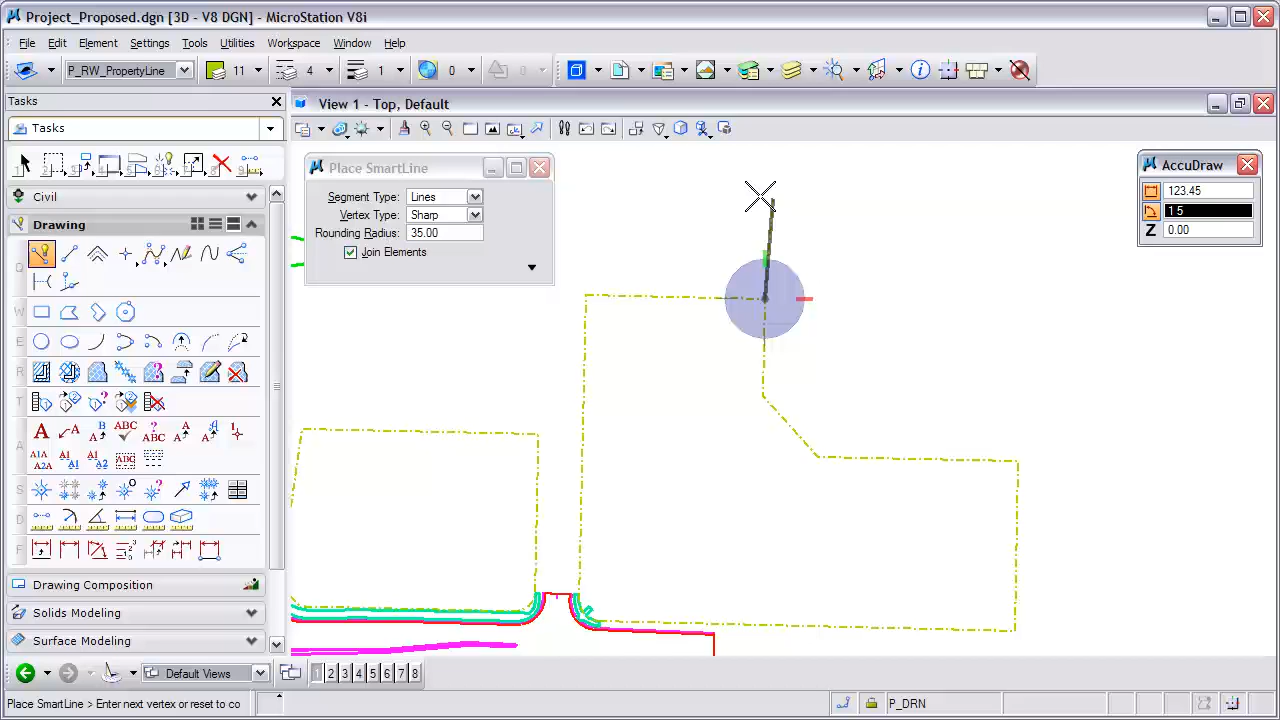 Project_Proposed.dgn [3D - V8 DGN] - MicroStation V8i
File Edit Element Settings Tools Utilities Workspace Window Help
P_RW_PropertyLine 11 4 1 0 0
Tasks
View 1 - Top, Default
Tasks
Civil
Drawing
Place SmartLine
Segment Type: Lines
Vertex Type: Sharp
Rounding Radius: 35.00
Join Elements
AccuDraw
123.45
15
Z 0.00
Drawing Composition
Solids Modeling
Surface Modeling
Default Views 1 2 3 4 5 6 7 8
Place SmartLine > Enter next vertex or reset to co
P_DRN